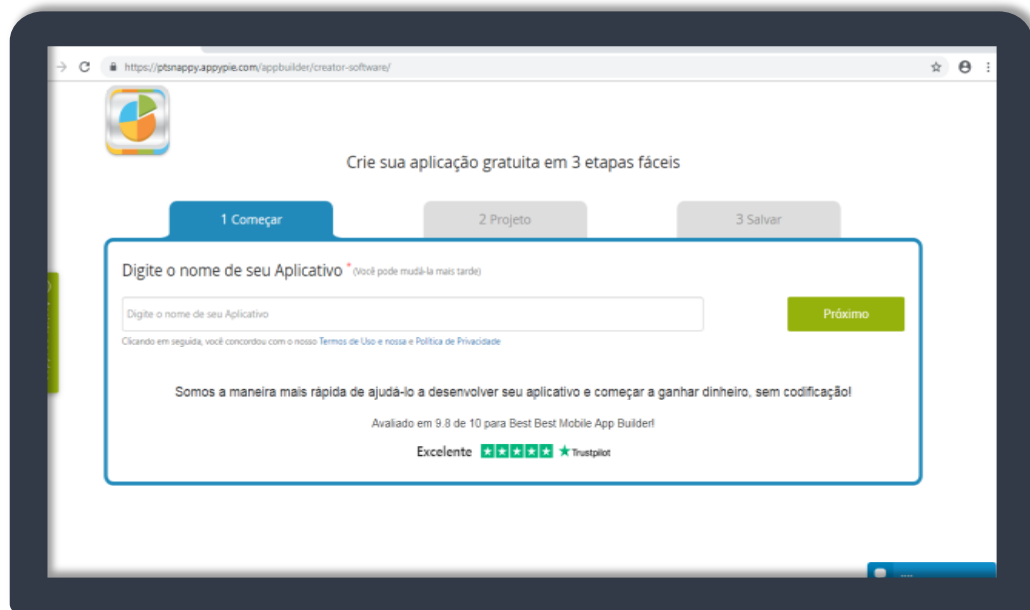 https://ptsnappy.appypie.com/appbuilder/creator-software/
Crie sua aplicação gratuita em 3 etapas fáceis
1 Começar
2 Projeto
3 Salvar
Digite o nome de seu Aplicativo * (Você pode mudá-la mais tarde)
Digite o nome de seu Aplicativo
Próximo
Clicando em seguida, você concordou com o nosso Termos de Uso e nossa e Política de Privacidade
Somos a maneira mais rápida de ajudá-lo a desenvolver seu aplicativo e começar a ganhar dinheiro, sem codificação!
Avaliado em 9.8 de 10 para Best Best Mobile App Builder!
Excelente Trustpilot
....